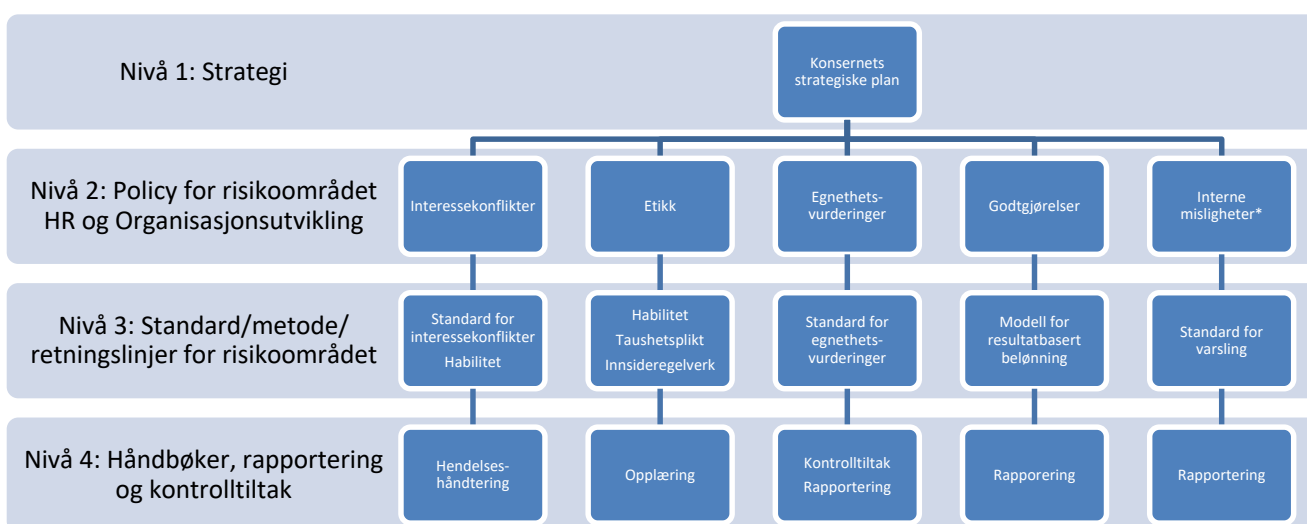 Nivå 1: Strategi
Konsernets
strategiske plan
Nivå 2: Policy for risikoområdet
HR og Organisasjonsutvikling
Interessekonflikter
Etikk
Egnethets-
vurderinger
Godtgjørelser
Interne
misligheter*
Nivå 3: Standard/metode/
retningslinjer for risikoområdet
Standard for
interessekonflikter
Habilitet
Habilitet
Taushetsplikt
Innsideregelverk
Standard for
egnethets-
vurderinger
Modell for
resultatbasert
belønning
Standard for
varsling
Nivå 4: Håndbøker, rapportering
og kontrolltiltak
Hendelses-
håndtering
Opplæring
Kontrolltiltak
Rapportering
Rapporering
Rapportering